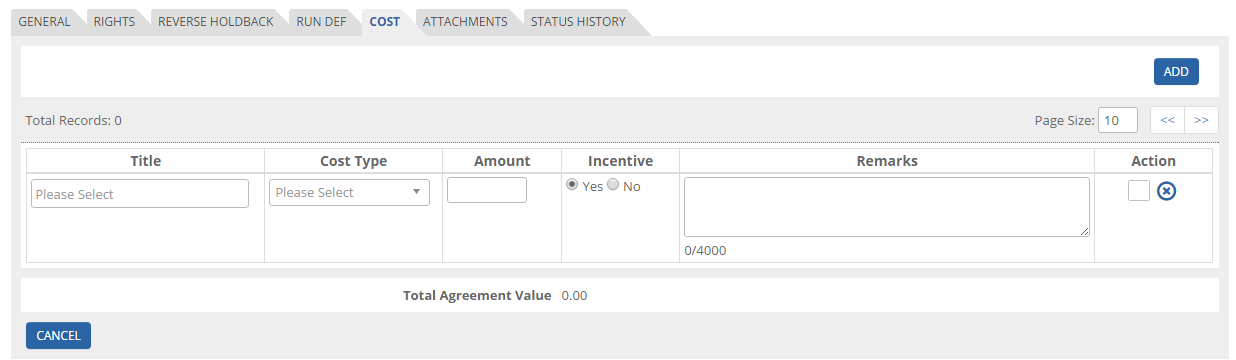 GENERAL RIGHTS REVERSE HOLDBACK RUN DEF COST ATTACHMENTS STATUS HISTORY
ADD
Total Records: 0 Page Size: 10 << >>
Title Cost Type Amount Incentive Remarks Action
Please Select Please Select Yes No
0/4000
Total Agreement Value 0.00
CANCEL